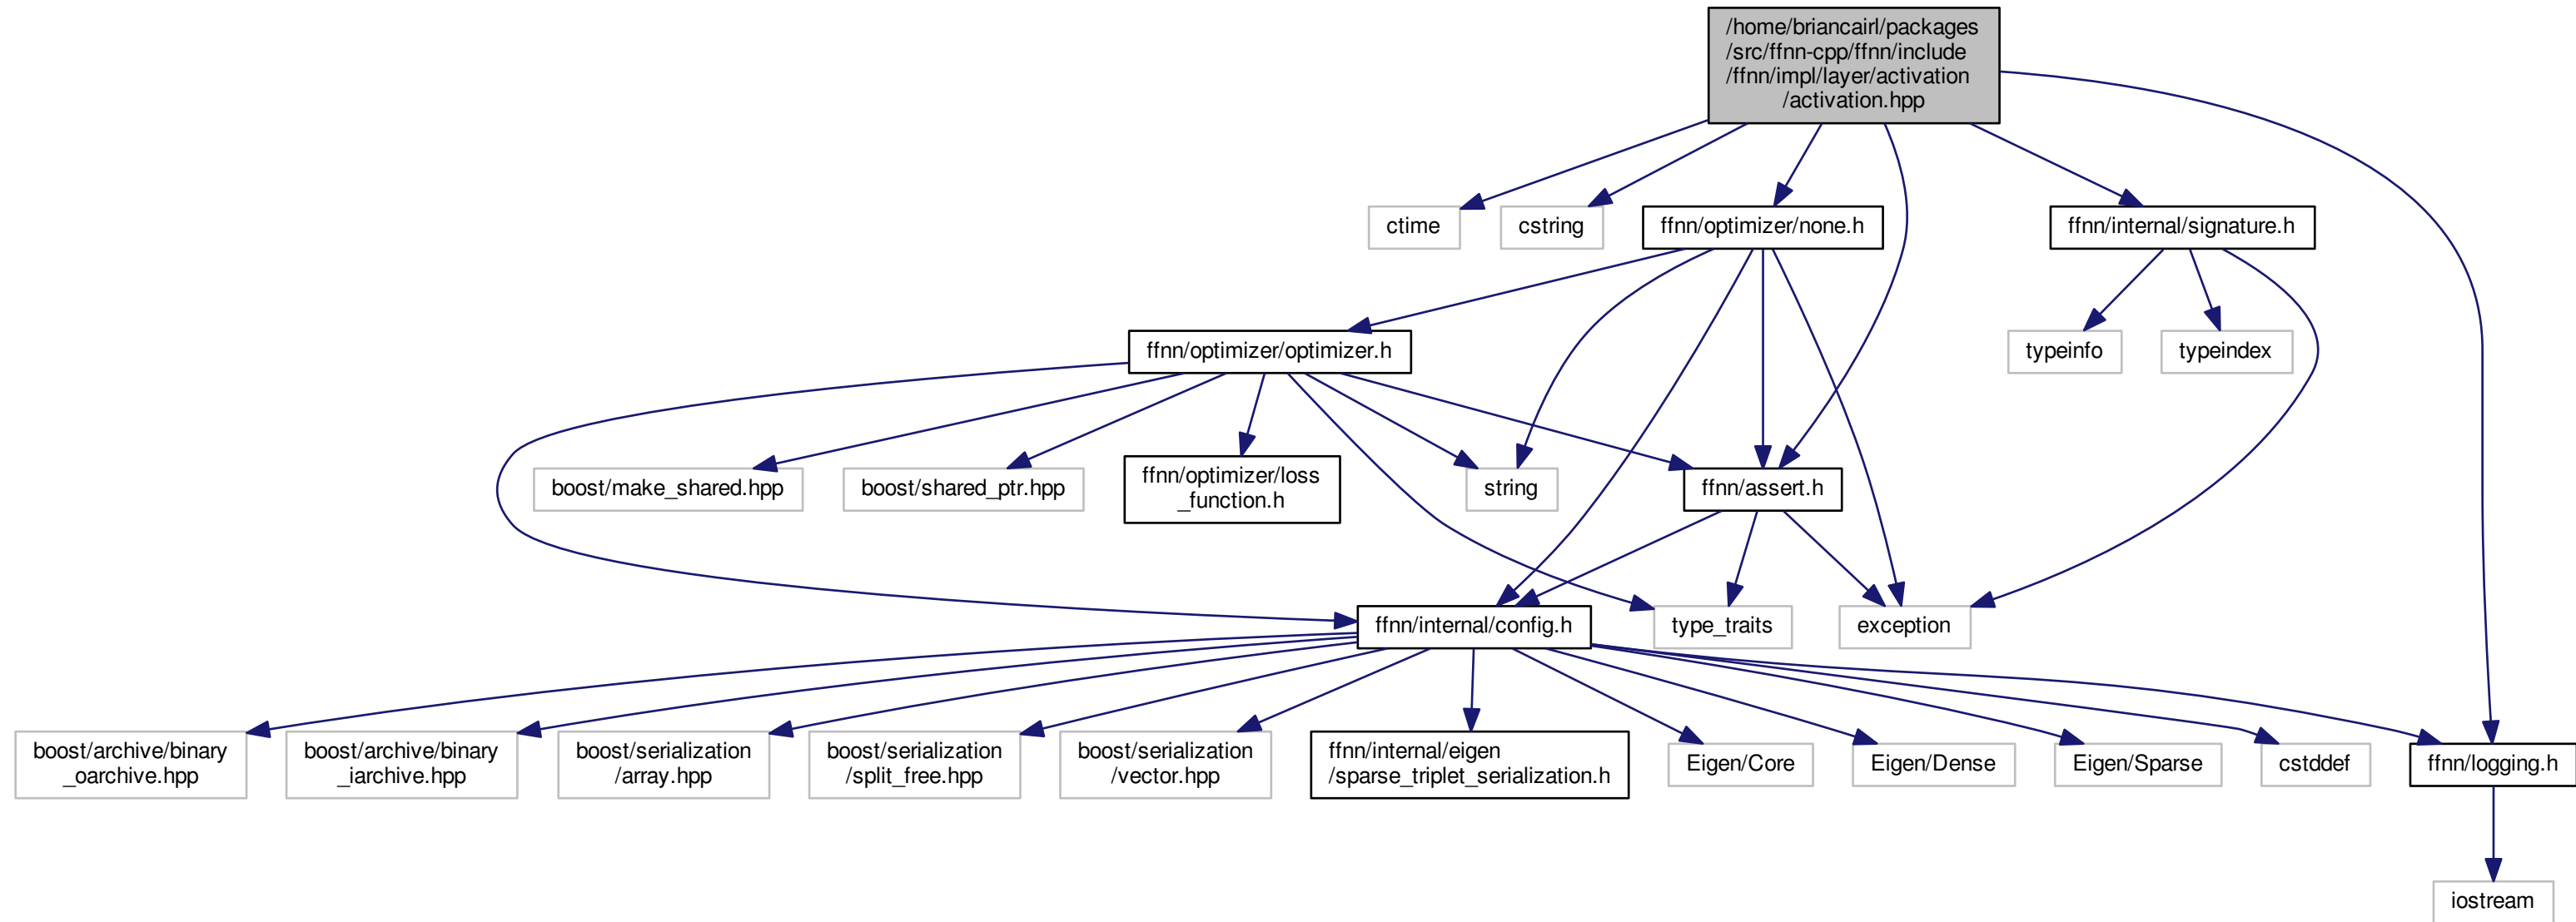 /home/briancairl/packages
/src/ffnn-cpp/ffnn/include
/ffnn/impl/layer/activation
/activation.hpp
ctime
cstring
ffnn/optimizer/none.h
ffnn/internal/signature.h
ffnn/optimizer/optimizer.h
typeinfo
typeindex
boost/make_shared.hpp
boost/shared_ptr.hpp
ffnn/optimizer/loss
_function.h
string
ffnn/assert.h
ffnn/internal/config.h
type_traits
exception
boost/archive/binary
_oarchive.hpp
boost/archive/binary
_iarchive.hpp
boost/serialization
/array.hpp
boost/serialization
/split_free.hpp
boost/serialization
/vector.hpp
ffnn/internal/eigen
/sparse_triplet_serialization.h
Eigen/Core
Eigen/Dense
Eigen/Sparse
cstddef
ffnn/logging.h
iostream